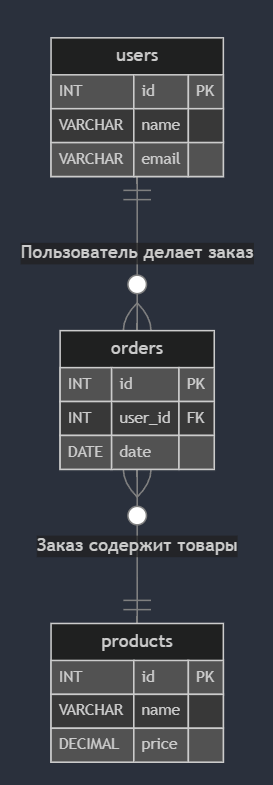 users
INT id PK
VARCHAR name
VARCHAR email
Пользователь делает заказ
orders
INT id PK
INT user_id FK
DATE date
Заказ содержит товары
products
INT id PK
VARCHAR name
DECIMAL price